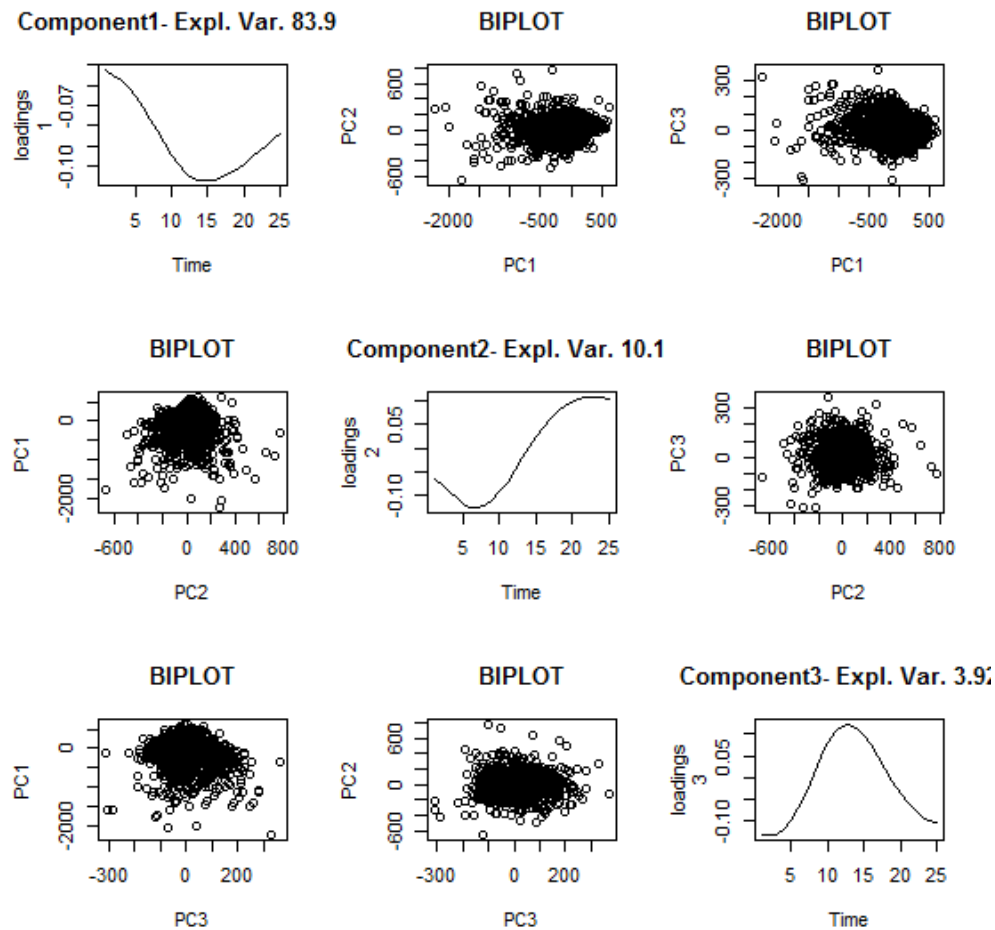 Component1- Expl. Var. 83.9
BIPLOT
BIPLOT
loadings
1
-0.07
-0.10
5 10 15 20 25
Time
PC2
600
0
-600
-2000 -500 500
PC1
PC3
300
0
-300
-2000 -500 500
PC1
BIPLOT
Component2- Expl. Var. 10.1
BIPLOT
PC1
0
-2000
-600 0 400 800
PC2
loadings
2
0.05
-0.10
5 10 15 20 25
Time
PC3
300
0
-300
-600 0 400 800
PC2
BIPLOT
BIPLOT
Component3- Expl. Var. 3.92
PC1
0
-2000
-300 0 200
PC3
PC2
600
0
-600
-300 0 200
PC3
loadings
3
0.05
-0.10
5 10 15 20 25
Time